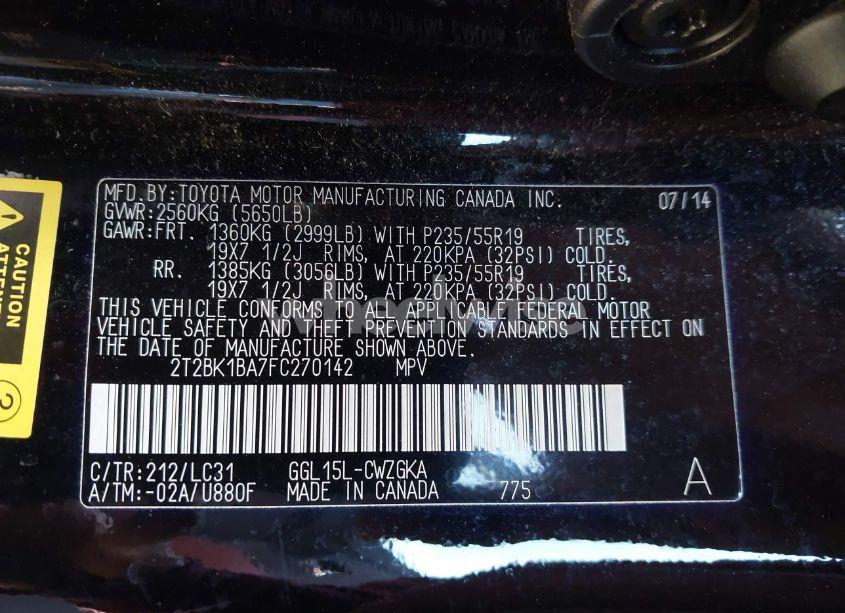 MFD.BY:TOYOTA MOTOR MANUFACTURING CANADA INC. 07/14
GVWR:2560KG (5650LB)
GAWR:FRT. 1360KG (2999LB) WITH P235/55R19 TIRES,
19X7 1/2J RIMS, AT 220KPA (32PSI) COLD.
RR. 1385KG (3056LB) WITH P235/55R19 TIRES,
19X7 1/2J RIMS, AT 220KPA (32PSI) COLD.
THIS VEHICLE CONFORMS TO ALL APPLICABLE FEDERAL MOTOR
VEHICLE SAFETY AND THEFT PREVENTION STANDARDS IN EFFECT ON
THE DATE OF MANUFACTURE SHOWN ABOVE.
2T2BK1BA7FC270142 MPV
C/TR:212/LC31 GGL15L-CWZGKA
A/TM:-02A/U880F MADE IN CANADA 775 A
CAUTION